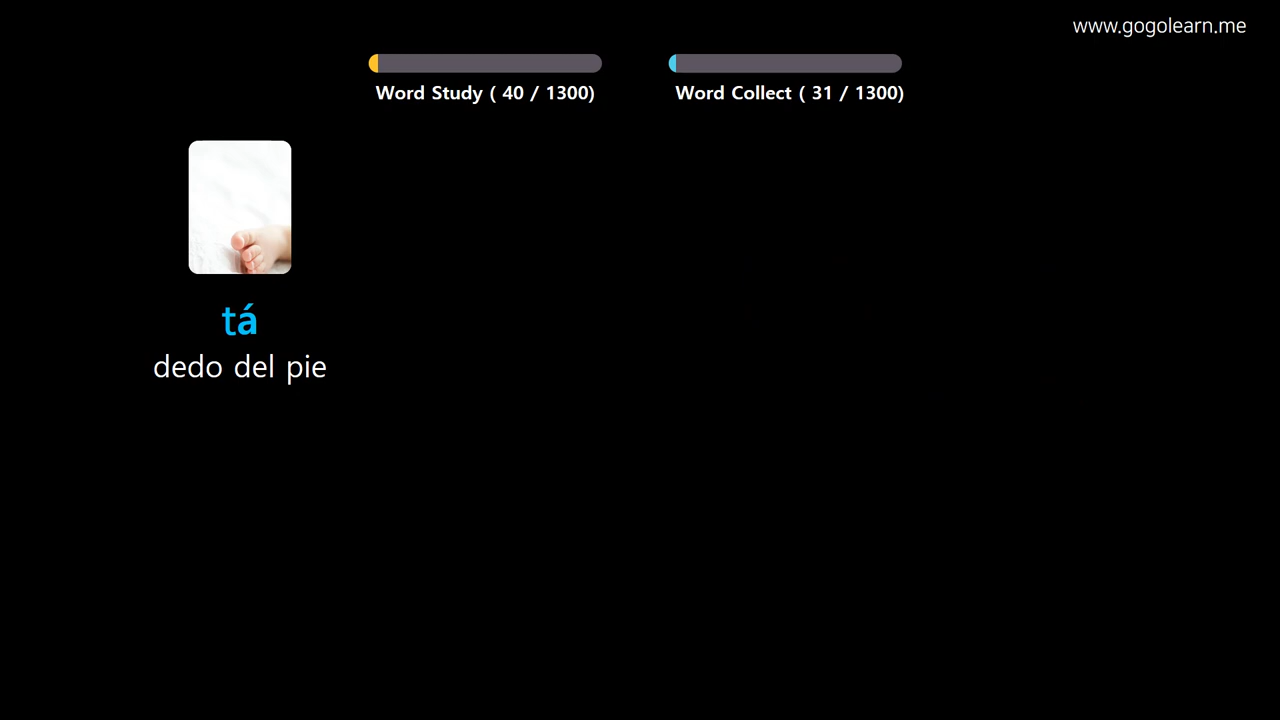 www.gogolearn.me
Word Study ( 40 / 1300)
Word Collect ( 31 / 1300)
tá
dedo del pie